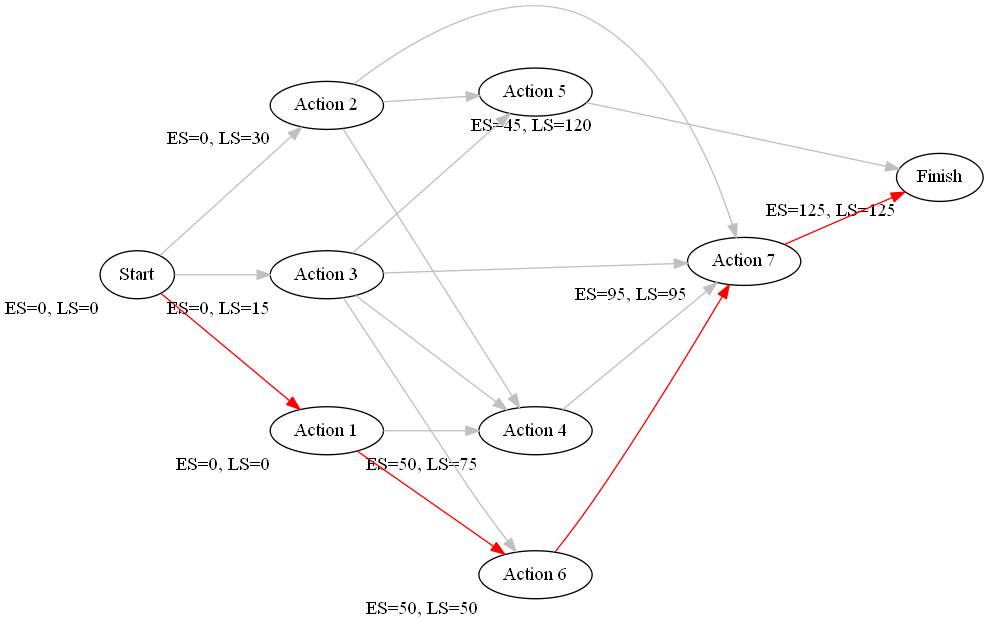 Action 2
Action 5
ES=0, LS=30
ES=45, LS=120
Finish
ES=125, LS=125
Start
Action 3
Action 7
ES=0, LS=0
ES=0, LS=15
ES=95, LS=95
Action 1
Action 4
ES=0, LS=0
ES=50, LS=75
Action 6
ES=50, LS=50